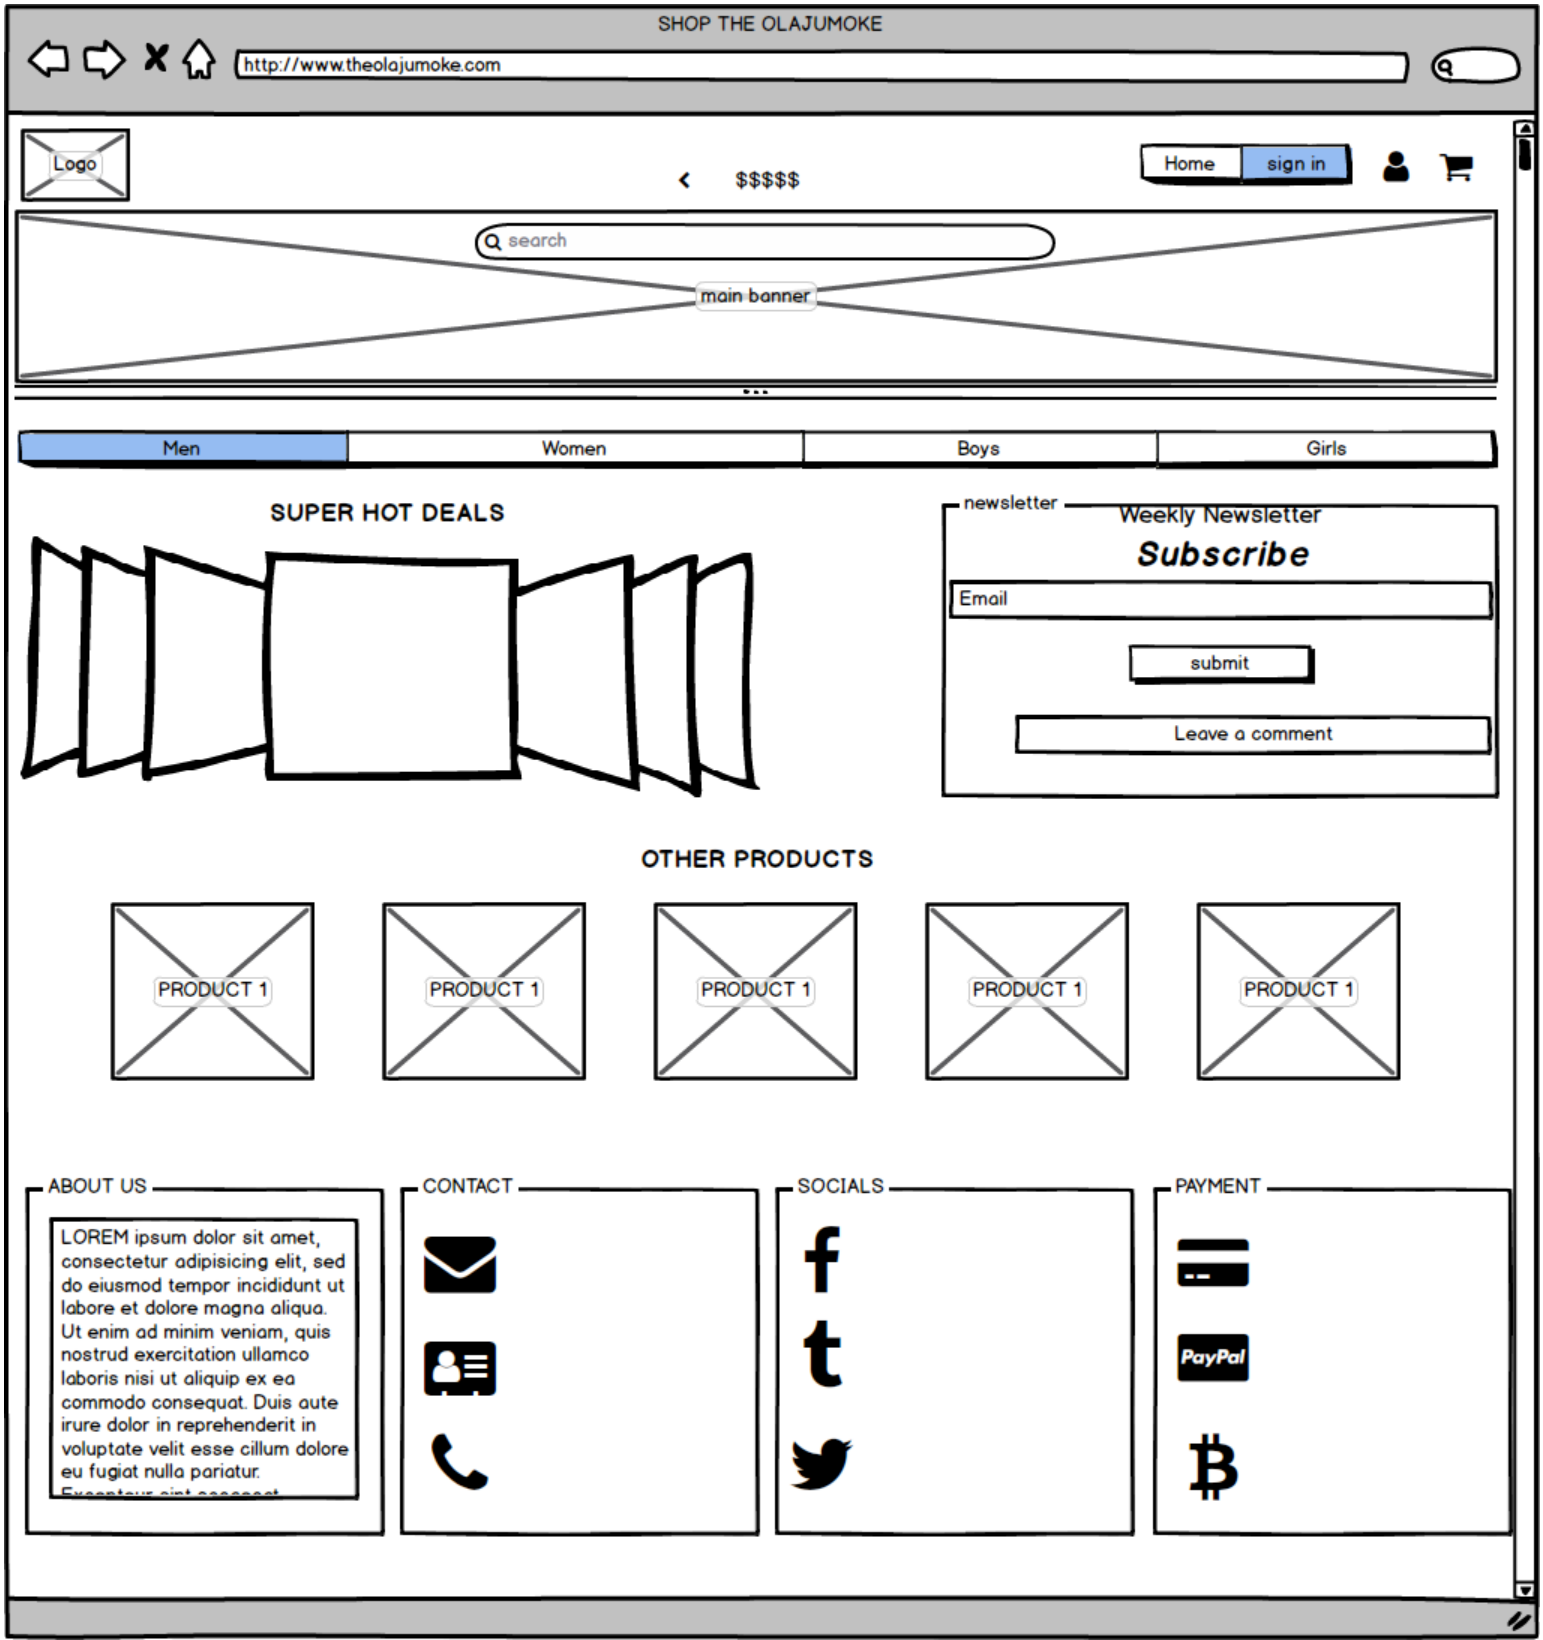 SHOP THE OLAJUMOKE
http://www.theolajumoke.com
Logo
$$$$$
Home sign in
search
main banner
Men Women Boys Girls
SUPER HOT DEALS
newsletter
Weekly Newsletter
Subscribe
Email
submit
Leave a comment
OTHER PRODUCTS
PRODUCT 1 PRODUCT 1 PRODUCT 1 PRODUCT 1 PRODUCT 1
ABOUT US
LOREM ipsum dolor sit amet,
consectetur adipisicing elit, sed
do eiusmod tempor incididunt ut
labore et dolore magna aliqua.
Ut enim ad minim veniam, quis
nostrud exercitation ullamco
laboris nisi ut aliquip ex ea
commodo consequat. Duis aute
irure dolor in reprehenderit in
voluptate velit esse cillum dolore
eu fugiat nulla pariatur.
CONTACT
SOCIALS
PAYMENT
PayPal